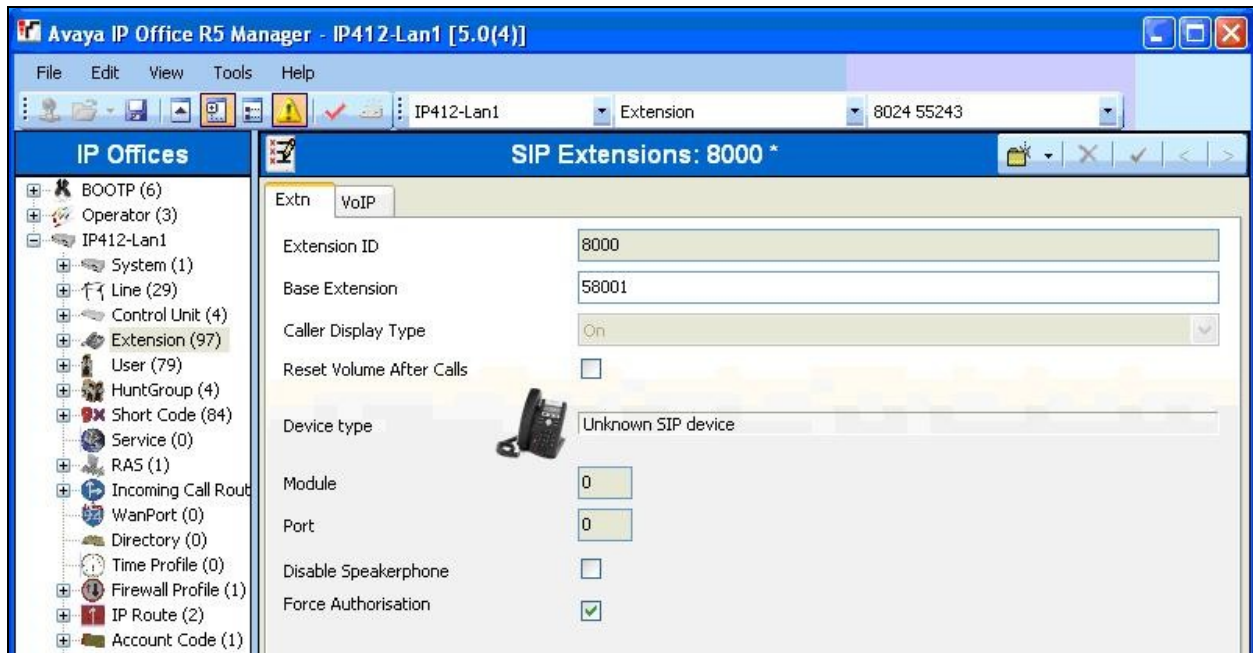 Avaya IP Office R5 Manager - IP412-Lan1 [5.0(4)]
File Edit View Tools Help
IP412-Lan1 Extension 8024 55243
IP Offices
SIP Extensions: 8000 *
BOOTP (6)
Operator (3)
IP412-Lan1
System (1)
Line (29)
Control Unit (4)
Extension (97)
User (79)
HuntGroup (4)
Short Code (84)
Service (0)
RAS (1)
Incoming Call Rout
WanPort (0)
Directory (0)
Time Profile (0)
Firewall Profile (1)
IP Route (2)
Account Code (1)
Extn VoIP
Extension ID 8000
Base Extension 58001
Caller Display Type On
Reset Volume After Calls
Device type Unknown SIP device
Module 0
Port 0
Disable Speakerphone
Force Authorisation